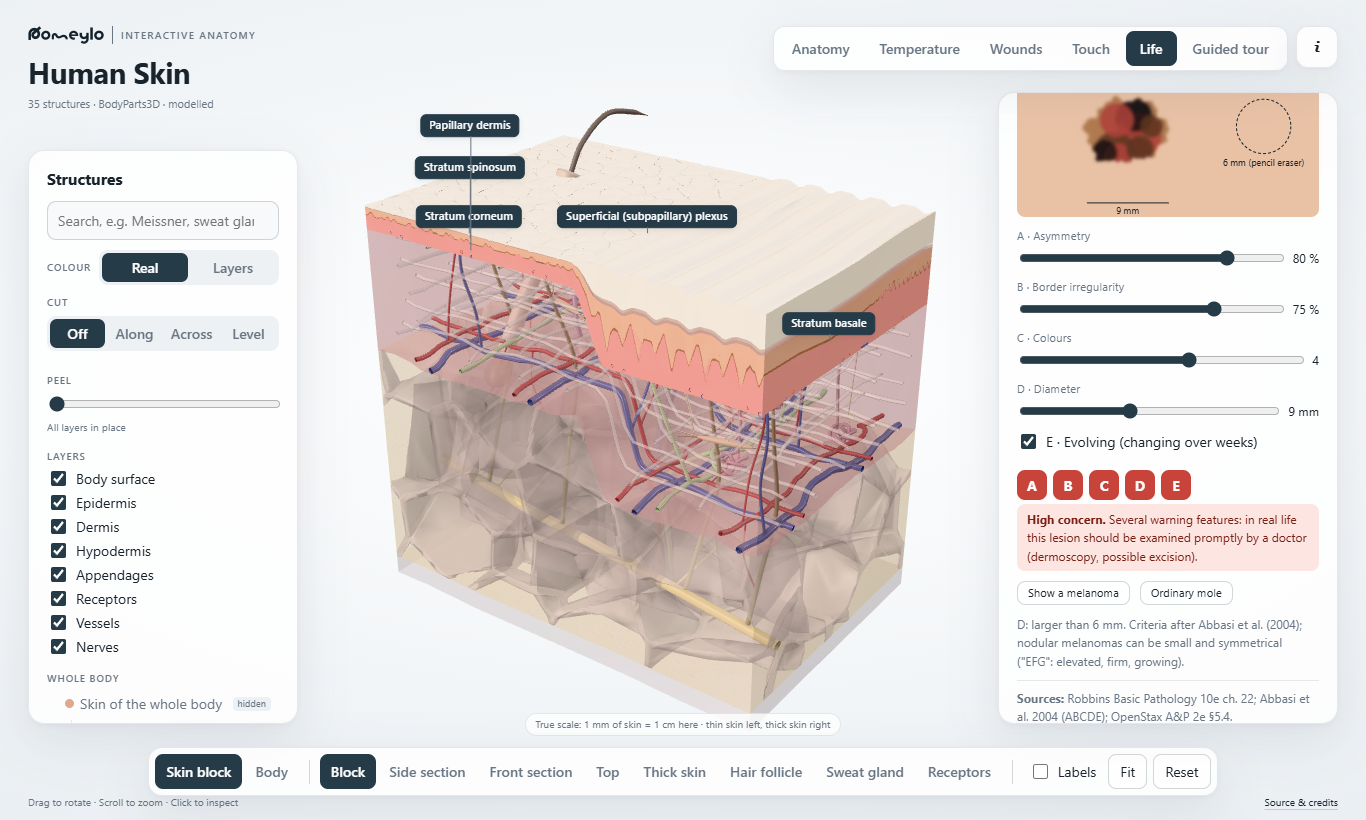 Domeylo
INTERACTIVE ANATOMY
Human Skin
35 structures · BodyParts3D · modelled
Anatomy
Temperature
Wounds
Touch
Life
Guided tour
i
Structures
Search, e.g. Meissner, sweat glar
COLOUR
Real
Layers
CUT
Off
Along
Across
Level
PEEL
All layers in place
LAYERS
Body surface
Epidermis
Dermis
Hypodermis
Appendages
Receptors
Vessels
Nerves
WHOLE BODY
Skin of the whole body
hidden
Papillary dermis
Stratum spinosum
Stratum corneum
Superficial (subpapillary) plexus
Stratum basale
True scale: 1 mm of skin = 1 cm here · thin skin left, thick skin right
6 mm (pencil eraser)
9 mm
A · Asymmetry
80 %
B · Border irregularity
75 %
C · Colours
4
D · Diameter
9 mm
E · Evolving (changing over weeks)
A B C D E
High concern. Several warning features: in real life
this lesion should be examined promptly by a doctor
(dermoscopy, possible excision).
Show a melanoma
Ordinary mole
D: larger than 6 mm. Criteria after Abbasi et al. (2004);
nodular melanomas can be small and symmetrical
("EFG": elevated, firm, growing).
Sources: Robbins Basic Pathology 10e ch. 22; Abbasi et
al. 2004 (ABCDE); OpenStax A&P 2e §5.4.
Skin block
Body
Block
Side section
Front section
Top
Thick skin
Hair follicle
Sweat gland
Receptors
Labels
Fit
Reset
Drag to rotate · Scroll to zoom · Click to inspect
Source & credits